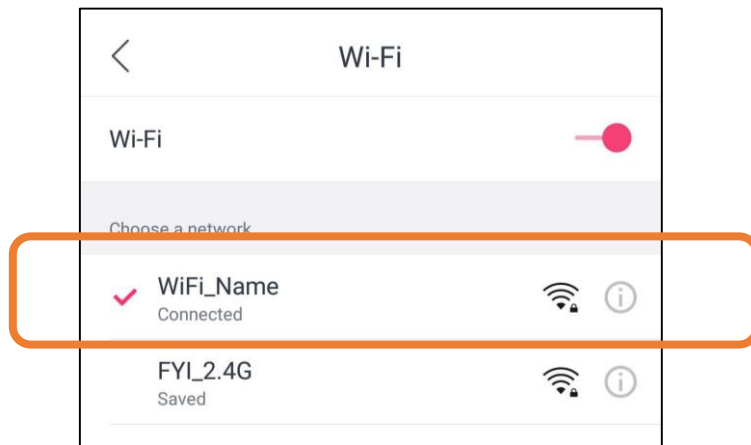 Wi-Fi
Wi-Fi
Choose a network
WiFi_Name
Connected
FYI_2.4G
Saved